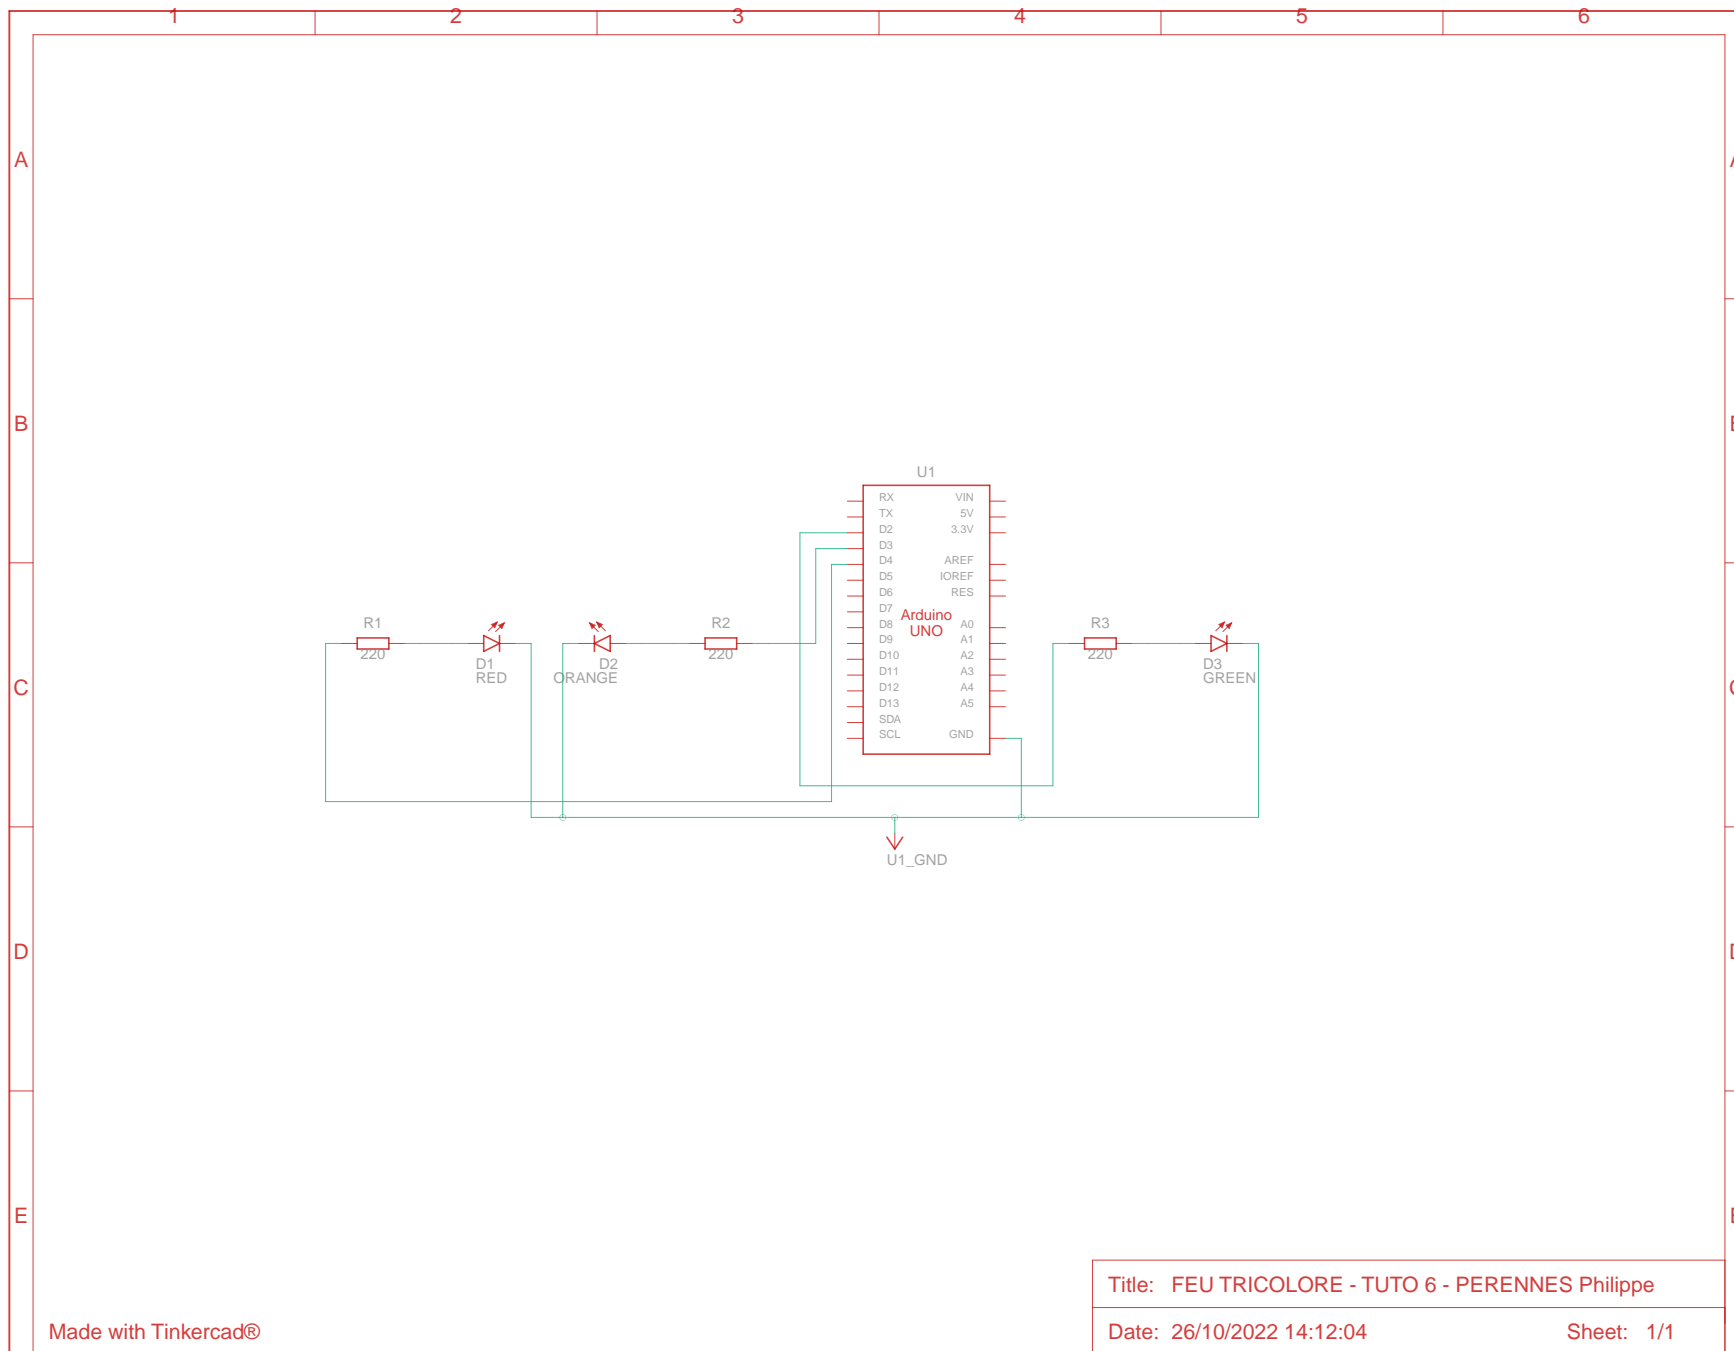 1 2 3 4 5 6
A
B
C
D
E
U1
RX VIN
TX 5V
D2 3.3V
D3
D4 AREF
D5 IOREF
D6 RES
D7
Arduino
UNO
D8 A0
D9 A1
D10 A2
D11 A3
D12 A4
D13 A5
SDA
SCL GND
R1
220
D1
RED
D2
ORANGE
R2
220
R3
220
D3
GREEN
U1_GND
Title: FEU TRICOLORE - TUTO 6 - PERENNES Philippe
Made with Tinkercad®
Date: 26/10/2022 14:12:04 Sheet: 1/1